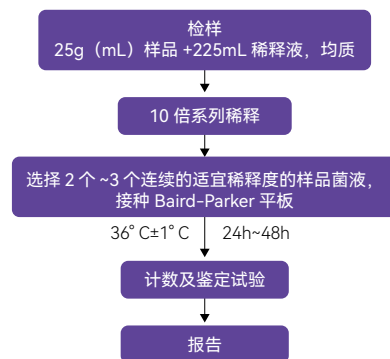 检样
25g（mL）样品 +225mL 稀释液，均质
10 倍系列稀释
选择 2 个 ~3 个连续的适宜稀释度的样品菌液，
接种 Baird-Parker 平板
36° C±1° C 24h~48h
计数及鉴定试验
报告